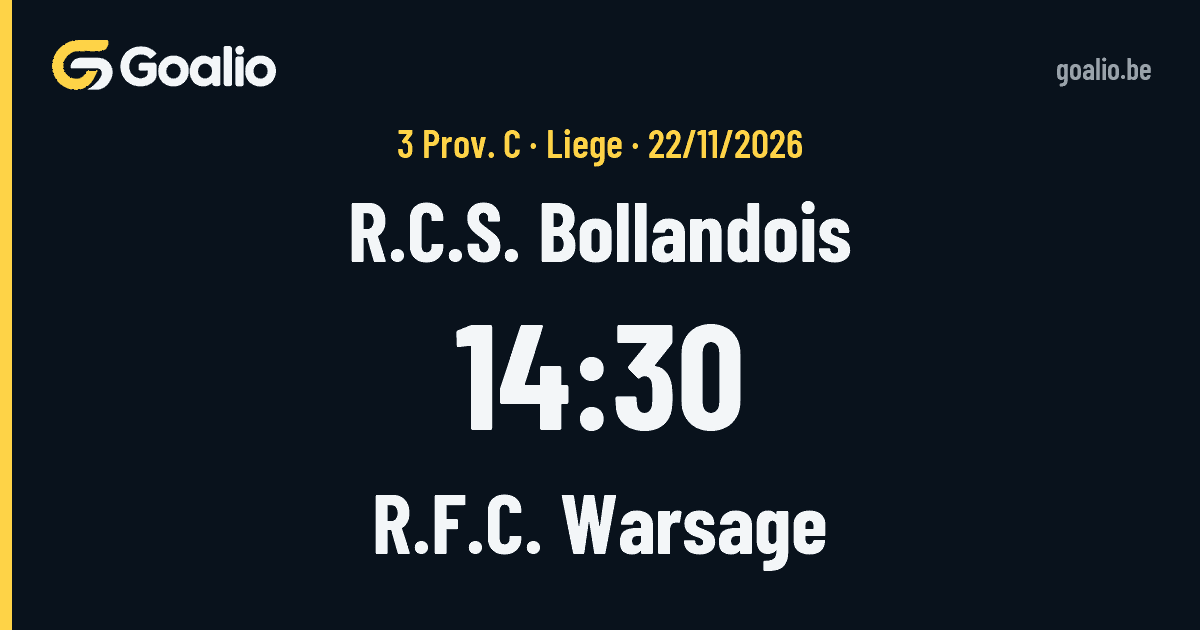 Goalio
goalio.be
3 Prov. C · Liege · 22/11/2026
R.C.S. Bollandois
14:30
R.F.C. Warsage